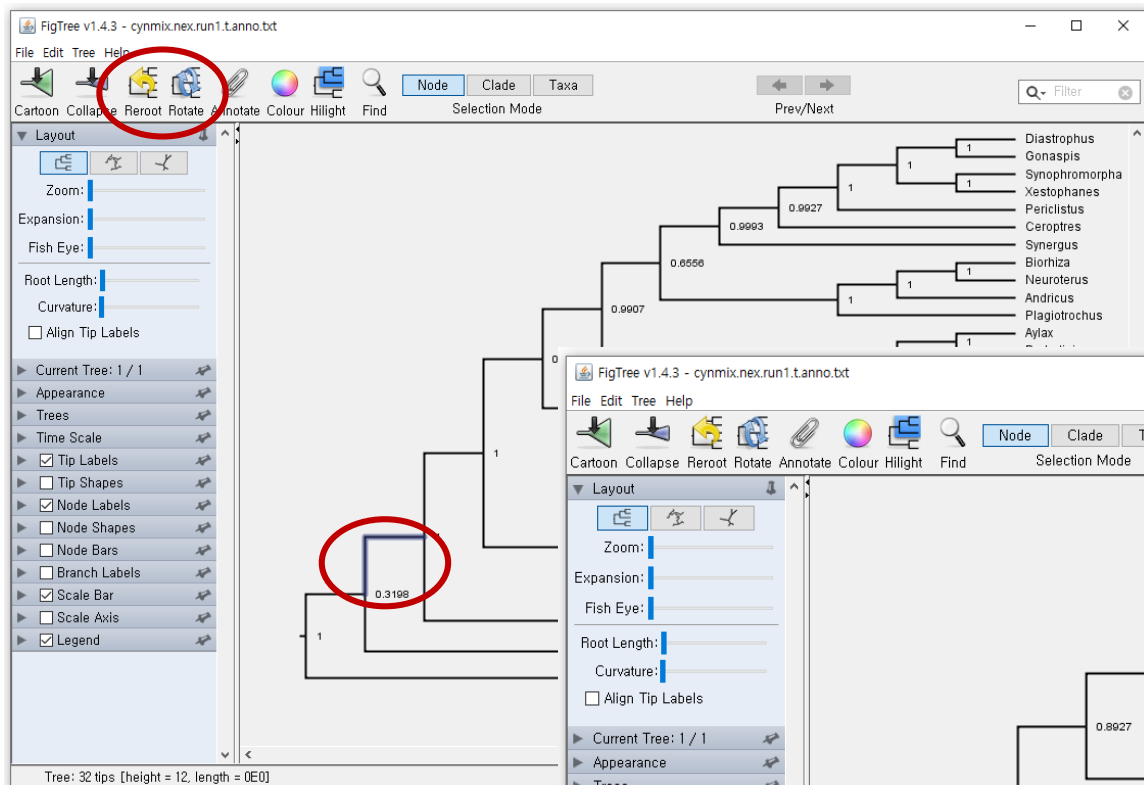 FigTree v1.4.3 - cynmix.nex.run1.t.anno.txt
File Edit Tree Help
Cartoon Collapse Reroot Rotate Annotate Colour Hilight Find
Node Clade Taxa
Selection Mode
Prev/Next
Filter
Layout
Zoom:
Expansion:
Fish Eye:
Root Length:
Curvature:
Align Tip Labels
Current Tree: 1 / 1
Appearance
Trees
Time Scale
Tip Labels
Tip Shapes
Node Labels
Node Shapes
Node Bars
Branch Labels
Scale Bar
Scale Axis
Legend
Tree: 32 tips [height = 12, length = 0E0]
Diastrophus
Gonaspis
Synophromorpha
Xestophanes
Periclistus
Ceroptres
Synergus
Biorhiza
Neuroterus
Andricus
Plagiotrochus
Aylax
1
1
1
1
0.9927
0.9993
0.6556
1
1
1
0.9907
1
1
0.3198
1
FigTree v1.4.3 - cynmix.nex.run1.t.anno.txt
File Edit Tree Help
Cartoon Collapse Reroot Rotate Annotate Colour Hilight Find
Node Clade
Selection Mode
Layout
Zoom:
Expansion:
Fish Eye:
Root Length:
Curvature:
Align Tip Labels
Current Tree: 1 / 1
Appearance
0.8927